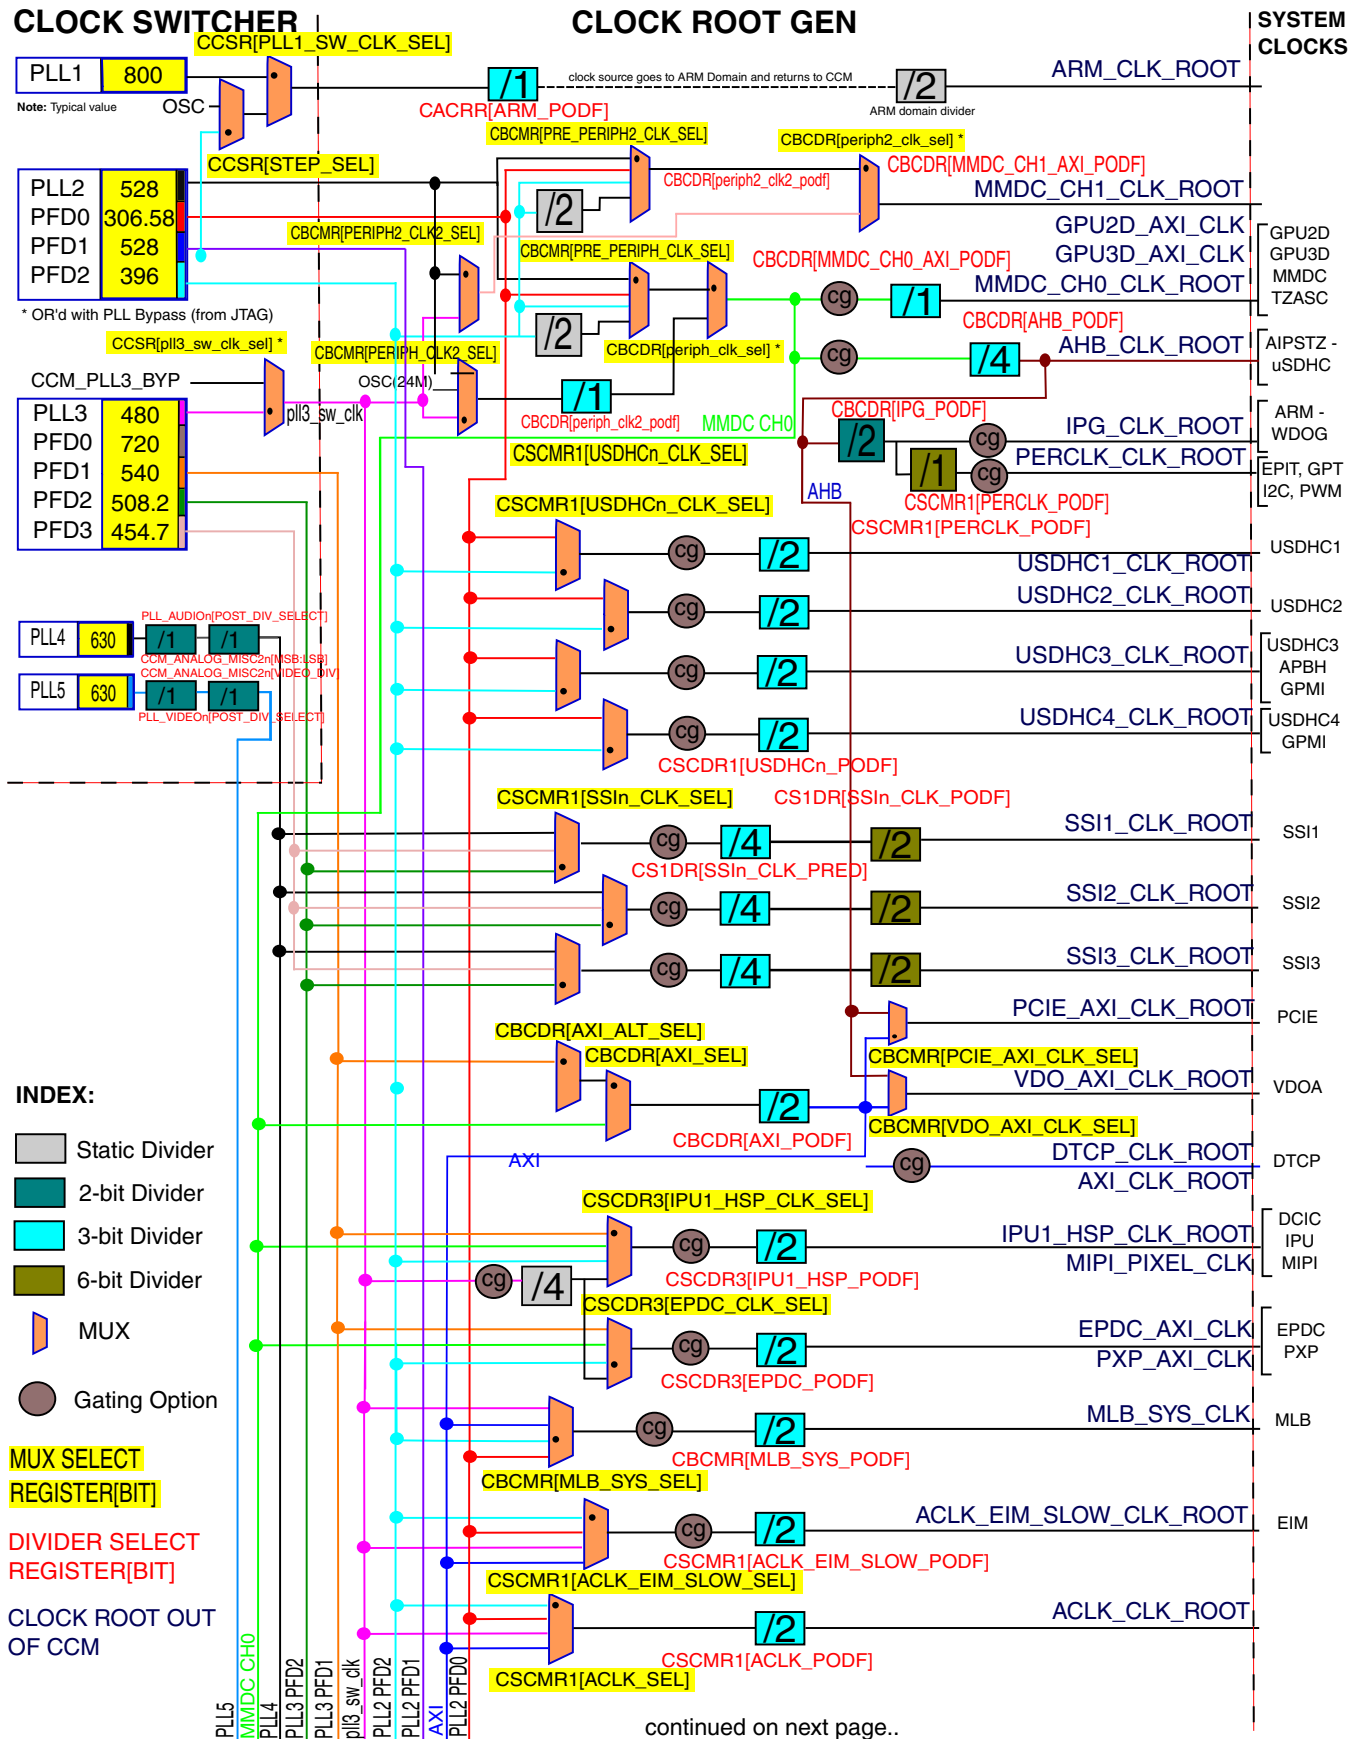 CLOCK SWITCHER
CLOCK ROOT GEN
SYSTEM
CLOCKS
CCSR[PLL1_SW_CLK_SEL]
PLL1 800
Note: Typical value
OSC
/1
clock source goes to ARM Domain and returns to CCM
/2
ARM domain divider
ARM_CLK_ROOT
CACRR[ARM_PODF]
CCSR[STEP_SEL]
CBCMR[PRE_PERIPH2_CLK_SEL]
CBCDR[periph2_clk_sel] *
CBCDR[MMDC_CH1_AXI_PODF]
CBCDR[periph2_clk2_podf]
MMDC_CH1_CLK_ROOT
PLL2 528
PFD0 306.58
PFD1 528
PFD2 396
* OR'd with PLL Bypass (from JTAG)
/2
CBCMR[PERIPH2_CLK2_SEL]
CBCMR[PRE_PERIPH_CLK_SEL]
CBCDR[MMDC_CH0_AXI_PODF]
GPU2D_AXI_CLK
GPU3D_AXI_CLK
MMDC_CH0_CLK_ROOT
GPU2D
GPU3D
MMDC
TZASC
cg
/1
/2
CBCDR[periph_clk_sel] *
CBCDR[AHB_PODF]
cg
/4
AHB_CLK_ROOT
AIPSTZ -
uSDHC
CCSR[pll3_sw_clk_sel] *
CBCMR[PERIPH_CLK2_SEL]
CCM_PLL3_BYP
OSC(24M)
pll3_sw_clk
/1
CBCDR[periph_clk2_podf]
MMDC CH0
PLL3 480
PFD0 720
PFD1 540
PFD2 508.2
PFD3 454.7
CBCDR[IPG_PODF]
/2
cg
IPG_CLK_ROOT
ARM -
WDOG
/1
cg
PERCLK_CLK_ROOT
EPIT, GPT
I2C, PWM
CSCMR1[PERCLK_PODF]
CSCMR1[PERCLK_PODF]
AHB
CSCMR1[USDHCn_CLK_SEL]
CSCMR1[USDHCn_CLK_SEL]
cg
/2
USDHC1_CLK_ROOT
USDHC1
cg
/2
USDHC2_CLK_ROOT
USDHC2
cg
/2
USDHC3_CLK_ROOT
USDHC3
APBH
GPMI
cg
/2
USDHC4_CLK_ROOT
USDHC4
GPMI
CSCDR1[USDHCn_PODF]
PLL_AUDIOn[POST_DIV_SELECT]
PLL4 630 /1 /1
CCM_ANALOG_MISC2n[MSB:LSB]
CCM_ANALOG_MISC2n[VIDEO_DIV]
PLL5 630 /1 /1
PLL_VIDEOn[POST_DIV_SELECT]
CSCMR1[SSIn_CLK_SEL]
CS1DR[SSIn_CLK_PODF]
cg
/4
/2
SSI1_CLK_ROOT
SSI1
CS1DR[SSIn_CLK_PRED]
cg
/4
/2
SSI2_CLK_ROOT
SSI2
cg
/4
/2
SSI3_CLK_ROOT
SSI3
PCIE_AXI_CLK_ROOT
PCIE
CBCMR[PCIE_AXI_CLK_SEL]
CBCDR[AXI_ALT_SEL]
CBCDR[AXI_SEL]
/2
CBCDR[AXI_PODF]
VDO_AXI_CLK_ROOT
VDOA
CBCMR[VDO_AXI_CLK_SEL]
AXI
cg
DTCP_CLK_ROOT
AXI_CLK_ROOT
DTCP
CSCDR3[IPU1_HSP_CLK_SEL]
cg
/2
IPU1_HSP_CLK_ROOT
MIPI_PIXEL_CLK
DCIC
IPU
MIPI
CSCDR3[IPU1_HSP_PODF]
cg
/4
CSCDR3[EPDC_CLK_SEL]
cg
/2
EPDC_AXI_CLK
PXP_AXI_CLK
EPDC
PXP
CSCDR3[EPDC_PODF]
cg
/2
MLB_SYS_CLK
MLB
CBCMR[MLB_SYS_PODF]
CBCMR[MLB_SYS_SEL]
cg
/2
ACLK_EIM_SLOW_CLK_ROOT
EIM
CSCMR1[ACLK_EIM_SLOW_PODF]
CSCMR1[ACLK_EIM_SLOW_SEL]
/2
ACLK_CLK_ROOT
CSCMR1[ACLK_PODF]
CSCMR1[ACLK_SEL]
INDEX:
Static Divider
2-bit Divider
3-bit Divider
6-bit Divider
MUX
Gating Option
MUX SELECT
REGISTER[BIT]
DIVIDER SELECT
REGISTER[BIT]
CLOCK ROOT OUT
OF CCM
PLL5
MMDC CH0
PLL4
PLL3 PFD2
PLL3 PFD1
pll3_sw_clk
PLL2 PFD2
PLL2 PFD1
AXI
PLL2 PFD0
continued on next page..